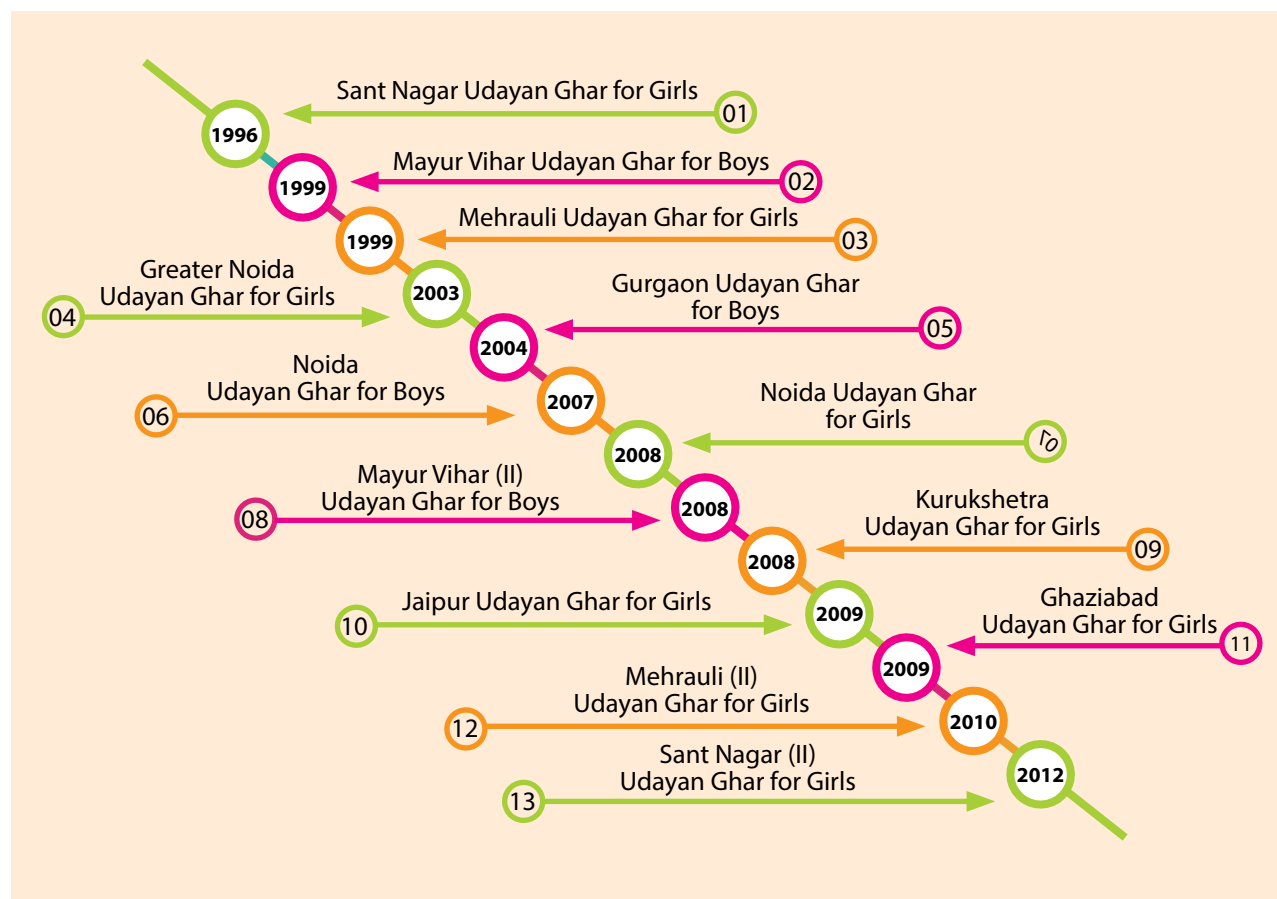 Sant Nagar Udayan Ghar for Girls
01
1996
Mayur Vihar Udayan Ghar for Boys
02
1999
Mehrauli Udayan Ghar for Girls
03
1999
Greater Noida
Udayan Ghar for Girls
04
2003
Gurgaon Udayan Ghar
for Boys
05
2004
Noida
Udayan Ghar for Boys
06
2007
Noida Udayan Ghar
for Girls
07
2008
Mayur Vihar (II)
Udayan Ghar for Boys
08
2008
Kurukshetra
Udayan Ghar for Girls
09
2008
Jaipur Udayan Ghar for Girls
10
2009
Ghaziabad
Udayan Ghar for Girls
11
2009
Mehrauli (II)
Udayan Ghar for Girls
12
2010
Sant Nagar (II)
Udayan Ghar for Girls
13
2012